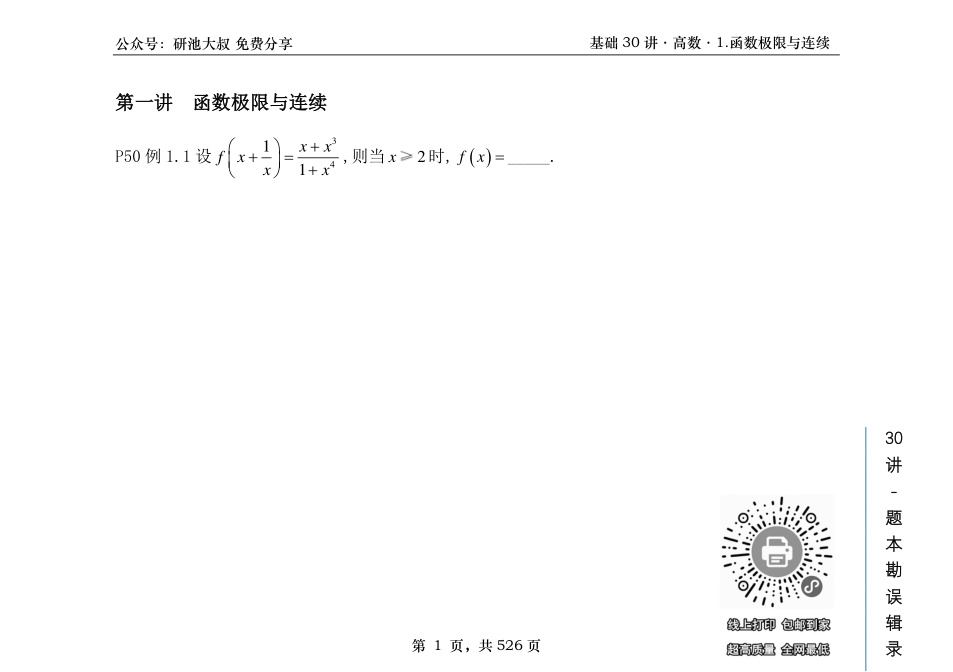 公众号：研池大叔 免费分享
基础 30 讲 · 高数 · 1.函数极限与连续
第一讲 函数极限与连续
P50 例 1.1 设 f(x+1/x)=(x+x³)/(1+x⁴),则当 x⩾2时, f(x)=_____.
30
讲
-
题
本
勘
误
辑
录
线上打印 包邮到家
超高质量 全网最低
第 1 页，共 526 页